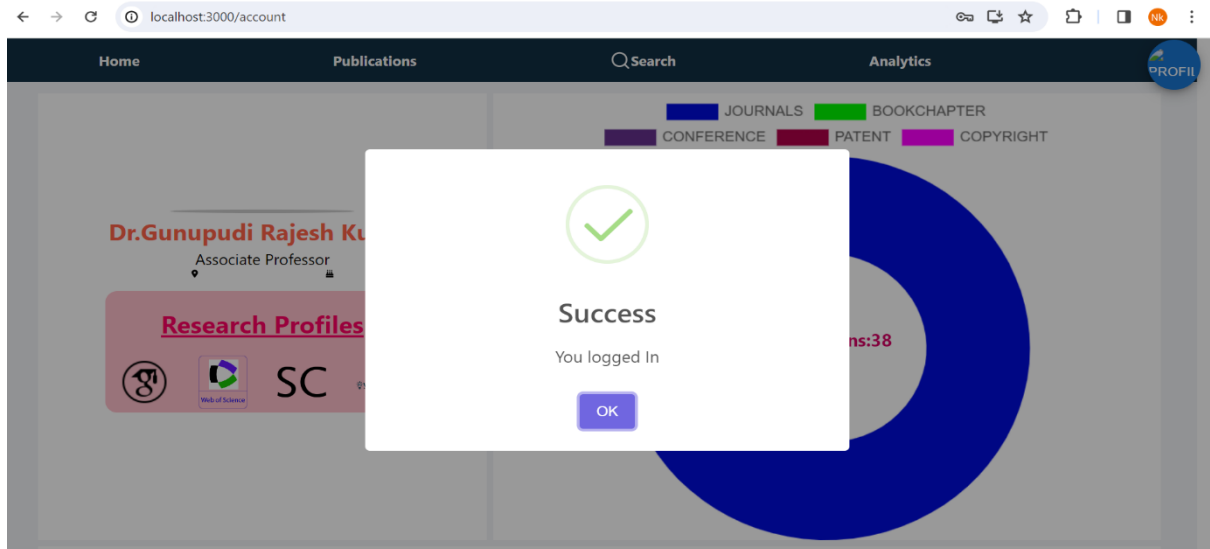 localhost:3000/account
Nk
Home Publications Search Analytics
PROFIL
JOURNALS BOOKCHAPTER
CONFERENCE PATENT COPYRIGHT
Dr.Gunupudi Rajesh Ku
Associate Professor
Research Profiles
Web of Science
SC
ns:38
Success
You logged In
OK